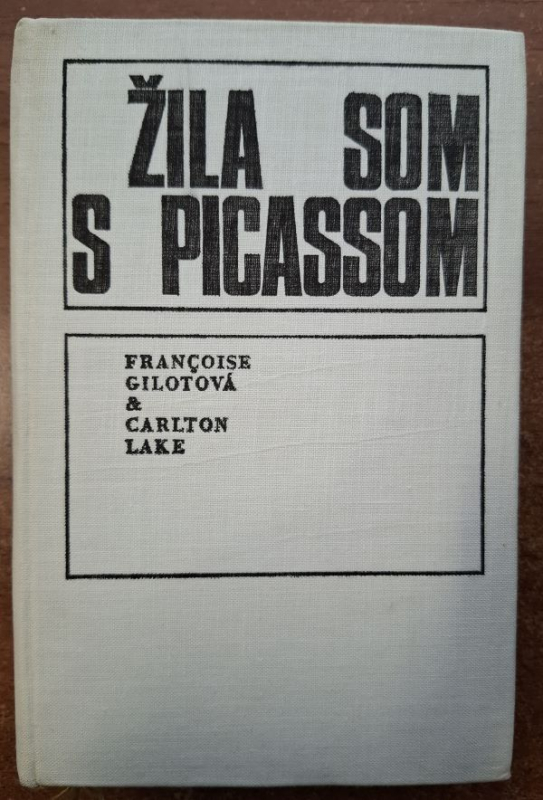 ŽILA SOM
S PICASSOM
FRANÇOISE
GILOTOVÁ
&
CARLTON
LAKE